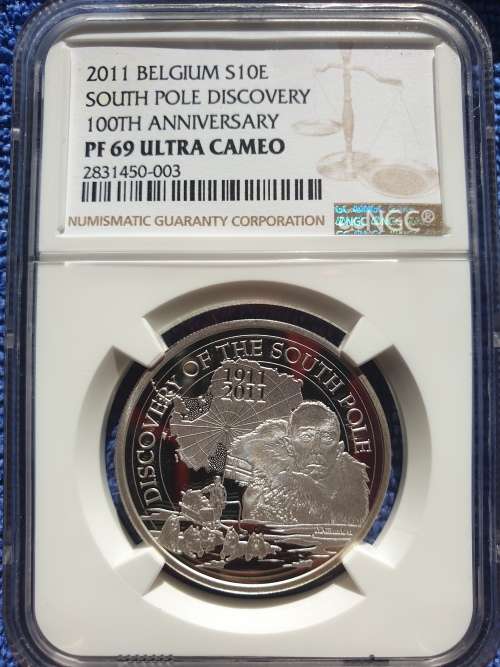 2011 BELGIUM S10E
SOUTH POLE DISCOVERY
100TH ANNIVERSARY
PF 69 ULTRA CAMEO
2831450-003
NUMISMATIC GUARANTY CORPORATION
NGC®
DISCOVERY OF THE SOUTH POLE
1911
2011